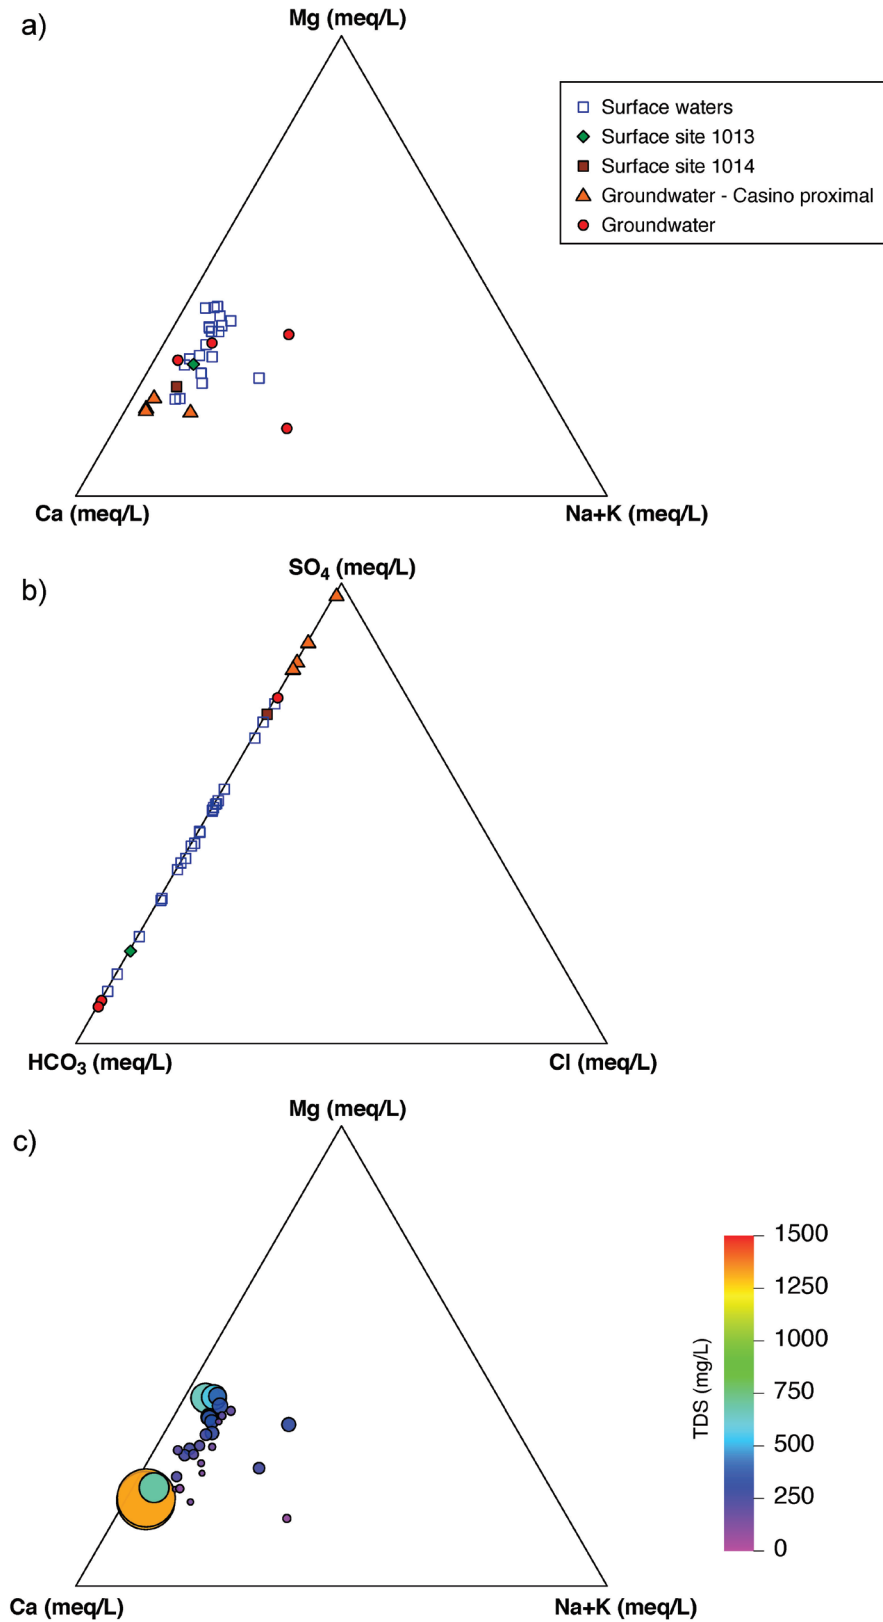 a)
Mg (meq/L)
Surface waters
Surface site 1013
Surface site 1014
Groundwater - Casino proximal
Groundwater
Ca (meq/L)
Na+K (meq/L)
b)
SO₄ (meq/L)
HCO₃ (meq/L)
Cl (meq/L)
c)
Mg (meq/L)
1500
1250
1000
750
500
250
0
TDS (mg/L)
Ca (meq/L)
Na+K (meq/L)